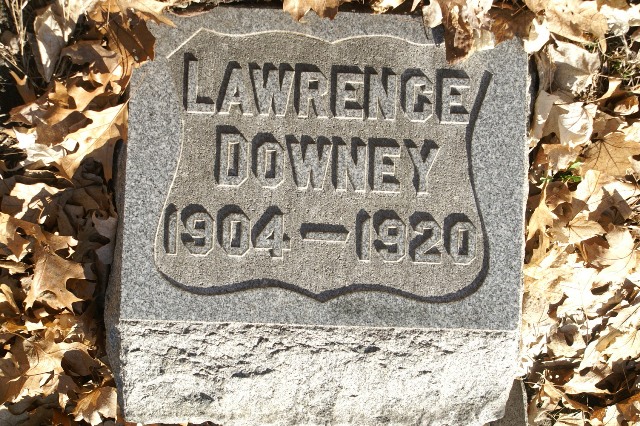 LAWRENCE
DOWNEY
1904 — 1920